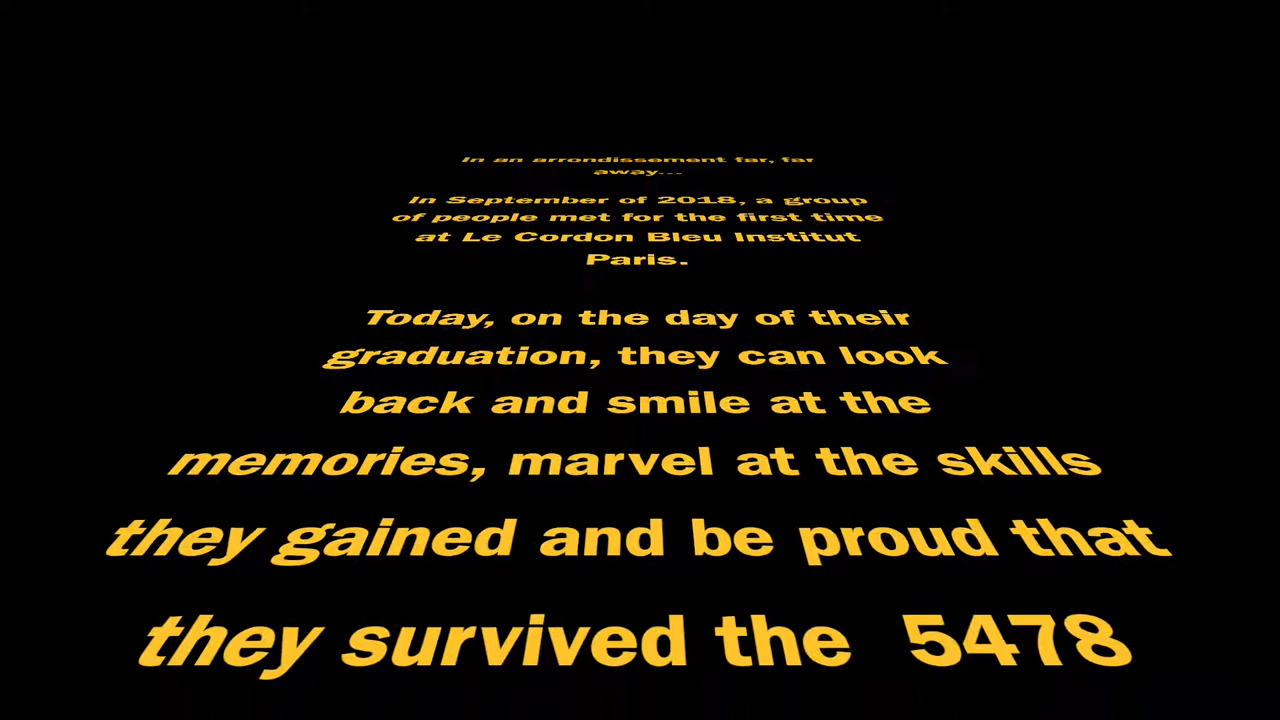 In an arrondissement far, far
away...
In September of 2018, a group
of people met for the first time
at Le Cordon Bleu Institut
Paris.
Today, on the day of their
graduation, they can look
back and smile at the
memories, marvel at the skills
they gained and be proud that
they survived the 5478